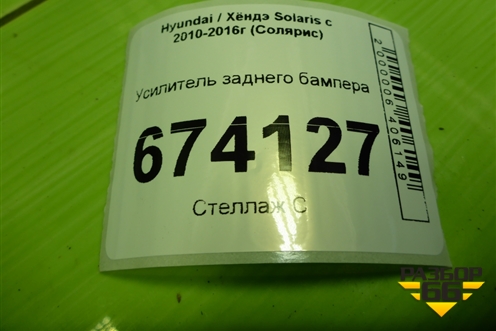 Hyundai / Хёндэ Solaris с
2010-2016г (Солярис)
Усилитель заднего бампера
674127
Стеллаж С
2000006406149
РАЗБОР
66